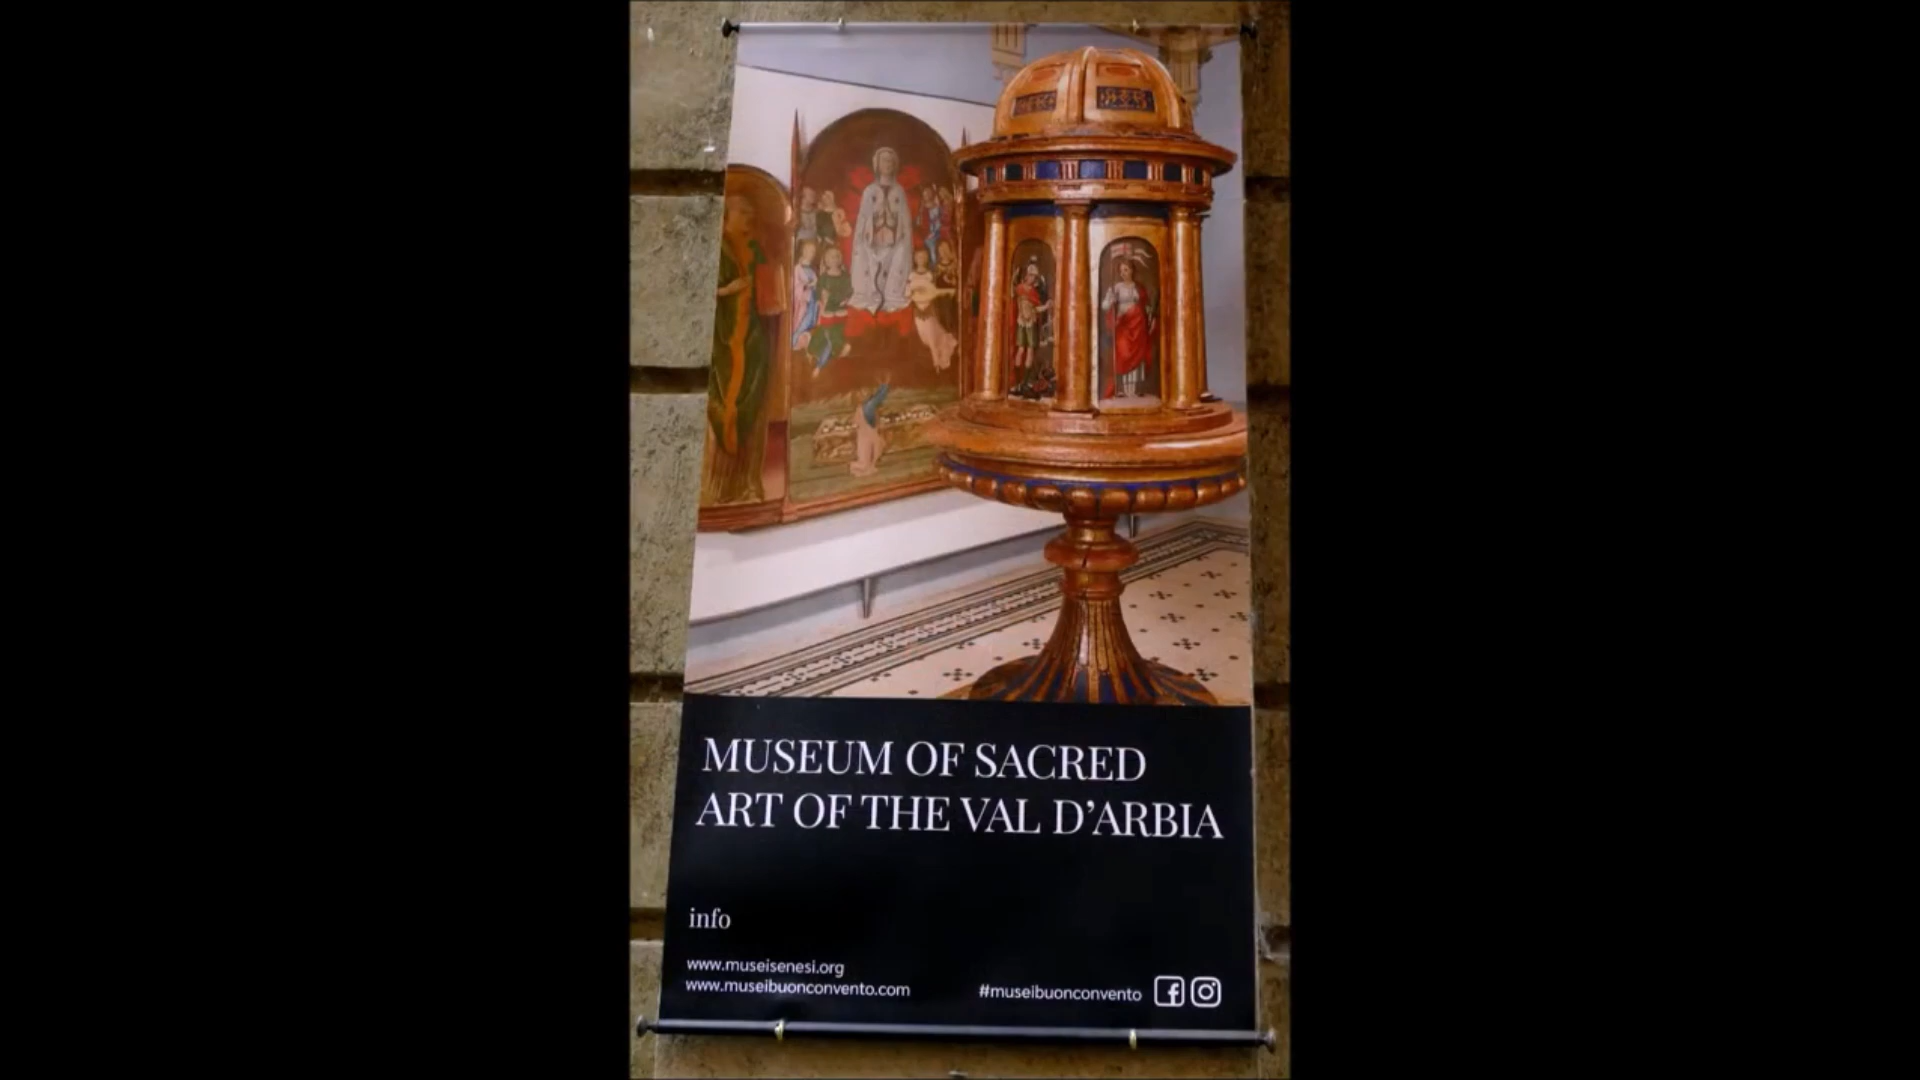 MUSEUM OF SACRED
ART OF THE VAL D'ARBIA
info
www.museisenesi.org
www.museibuonconvento.com
#museibuonconvento